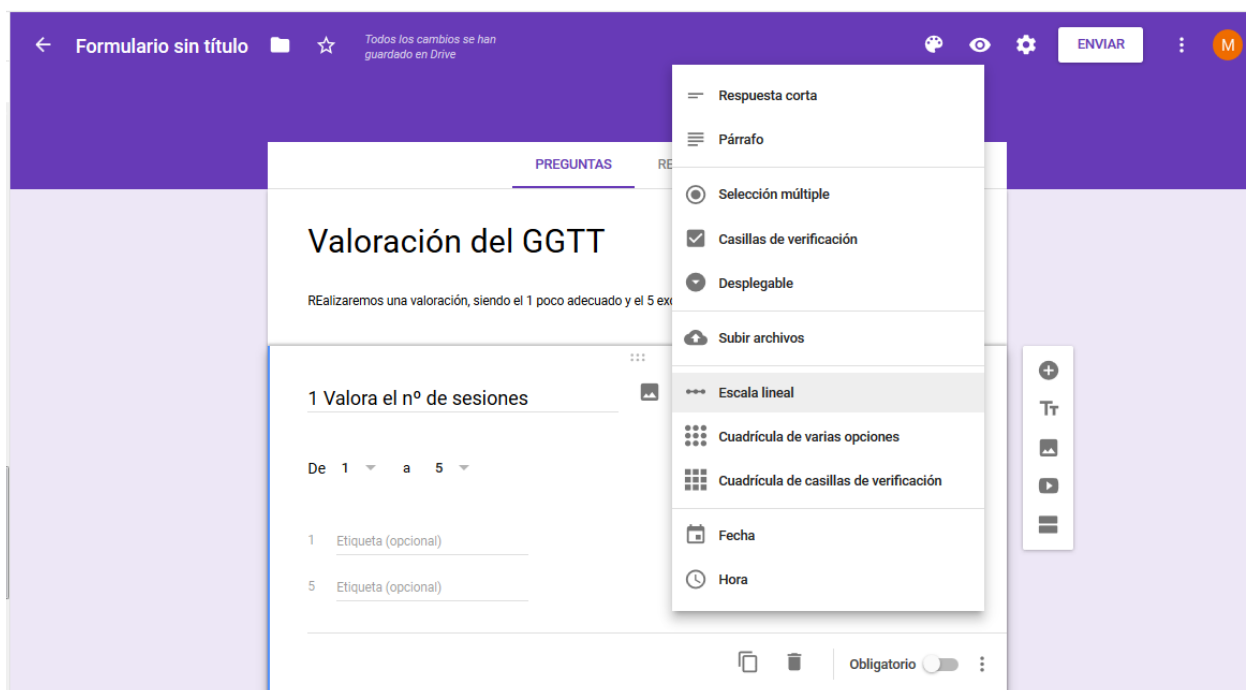 Formulario sin título
Todos los cambios se han
guardado en Drive
ENVIAR
M
PREGUNTAS RE
Valoración del GGTT
REalizaremos una valoración, siendo el 1 poco adecuado y el 5 exc
1 Valora el nº de sesiones
De 1 a 5
1 Etiqueta (opcional)
5 Etiqueta (opcional)
Respuesta corta
Párrafo
Selección múltiple
Casillas de verificación
Desplegable
Subir archivos
Escala lineal
Cuadrícula de varias opciones
Cuadrícula de casillas de verificación
Fecha
Hora
Tт
Obligatorio